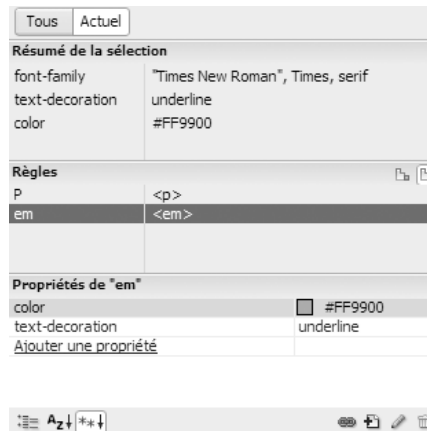 Tous Actuel
Résumé de la sélection
font-family "Times New Roman", Times, serif
text-decoration underline
color #FF9900
Règles
P <p>
em <em>
Propriétés de "em"
color #FF9900
text-decoration underline
Ajouter une propriété
AZ↓ **↓